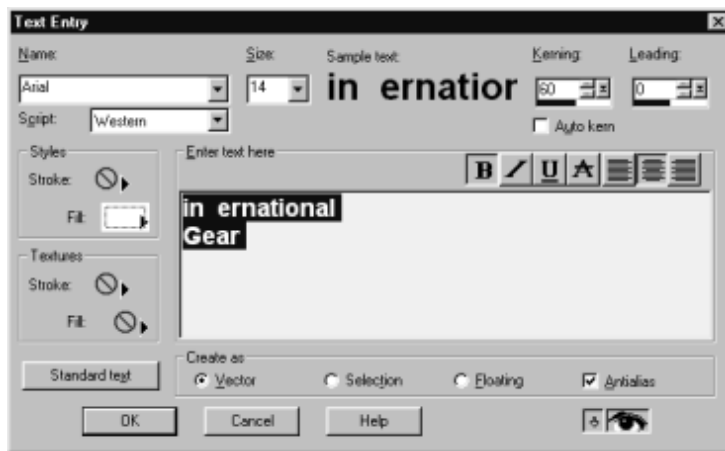 Text Entry
Name: Size: Sample text: Kerning: Leading:
Arial 14 in ernatior 60 0
Script: Western Auto kern
Styles Enter text here
Stroke: B I U A
Fill: in ernational
Gear
Textures
Stroke:
Fill:
Create as
Standard text Vector Selection Floating Antialias
OK Cancel Help